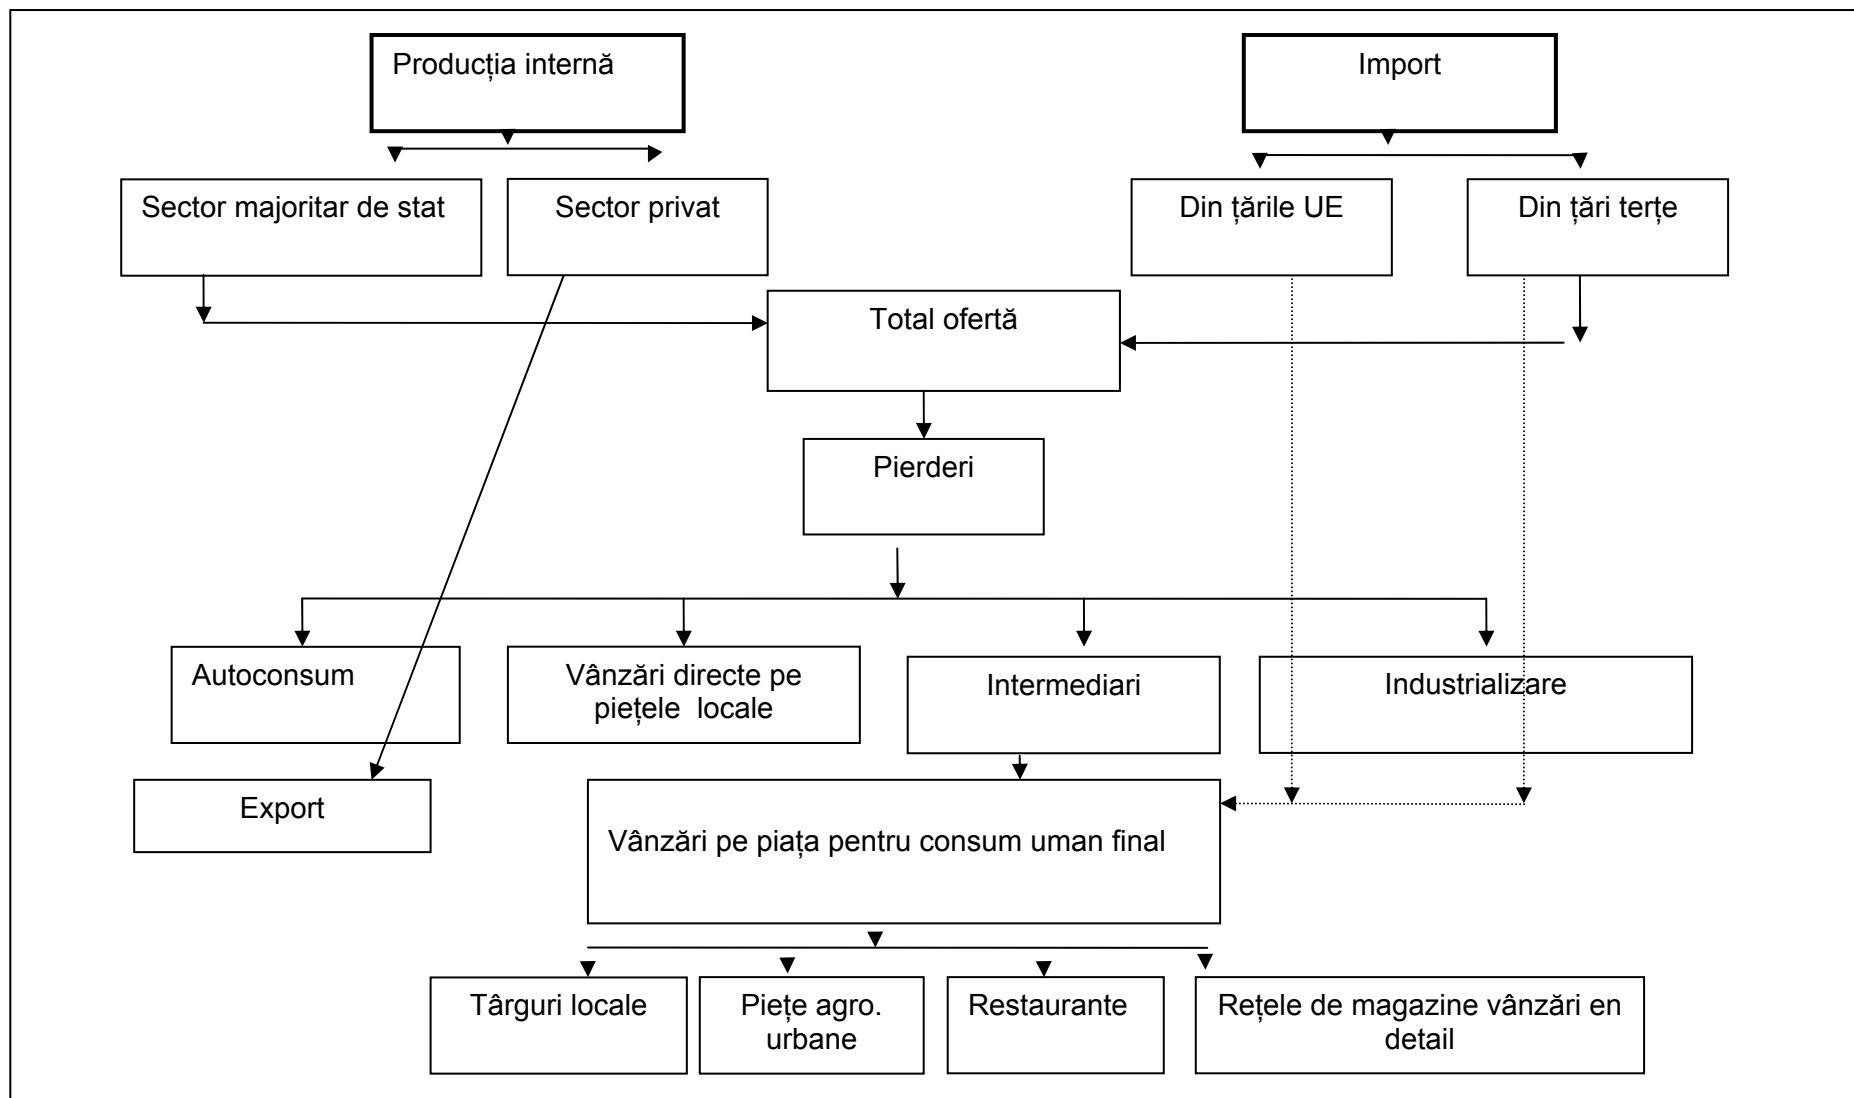 Producția internă
Import
Sector majoritar de stat
Sector privat
Din țările UE
Din țări terțe
Total ofertă
Pierderi
Autoconsum
Vânzări directe pe
piețele locale
Intermediari
Industrializare
Export
Vânzări pe piața pentru consum uman final
Târguri locale
Piețe agro.
urbane
Restaurante
Rețele de magazine vânzări en
detail